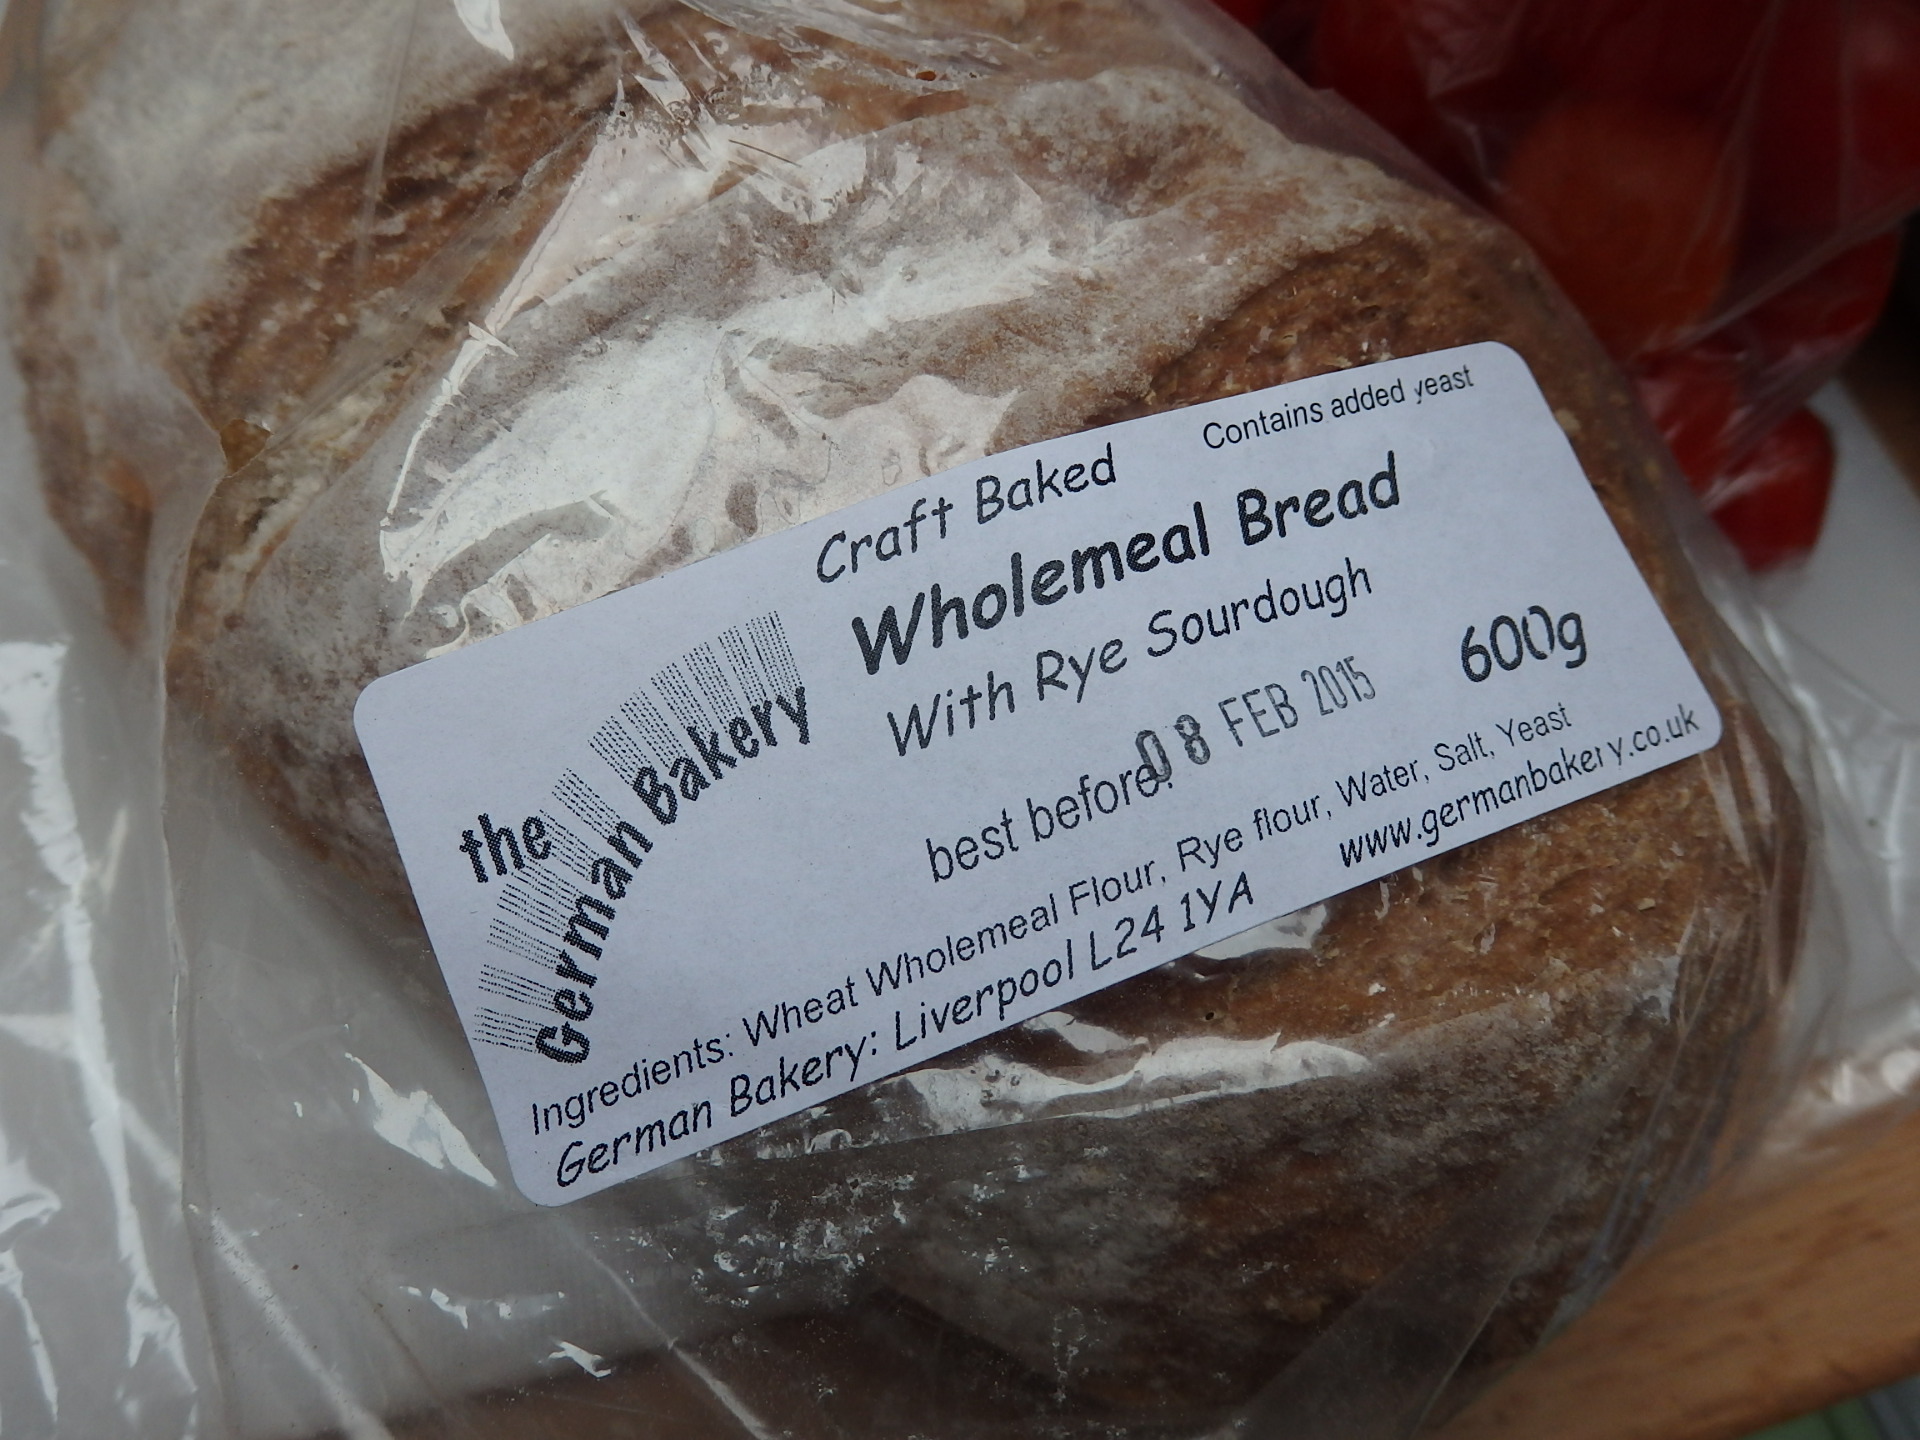 Contains added yeast
Craft Baked
Wholemeal Bread
With Rye Sourdough
600g
the
German Bakery
best before: 08 FEB 2015
Ingredients: Wheat Wholemeal Flour, Rye flour, Water, Salt, Yeast
German Bakery: Liverpool L24 1YA
www.germanbakery.co.uk